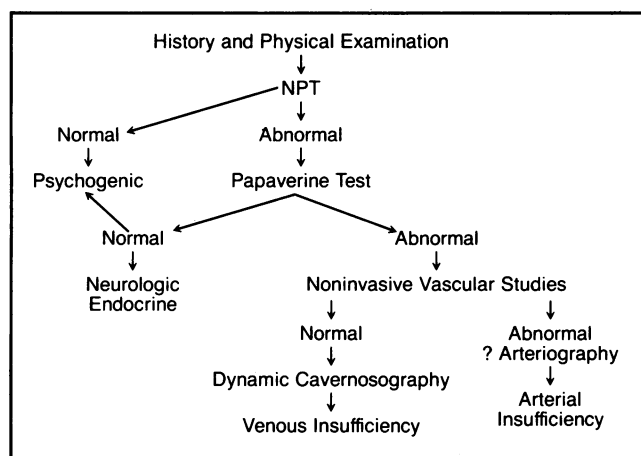 History and Physical Examination
NPT
Normal
Abnormal
Psychogenic
Papaverine Test
Normal
Abnormal
Neurologic
Endocrine
Noninvasive Vascular Studies
Normal
Abnormal
? Arteriography
Dynamic Cavernosography
Arterial
Insufficiency
Venous Insufficiency